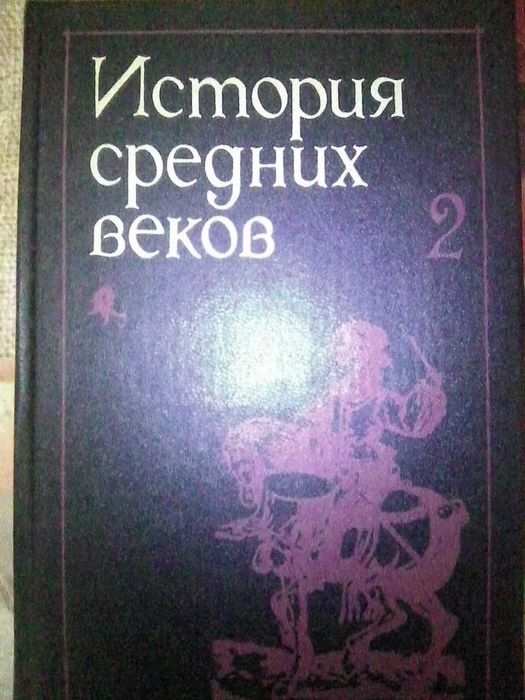 История
средних
веков
2